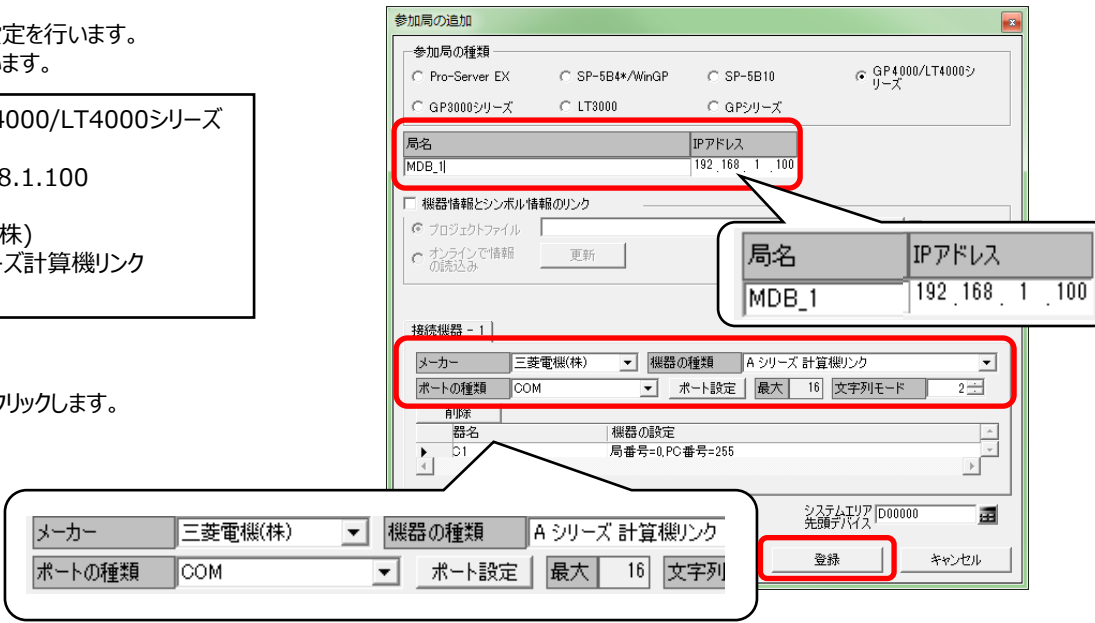 定を行います。
います。
4000/LT4000シリーズ
8.1.100
株)
ーズ計算機リンク
クリックします。
参加局の追加
参加局の種類
Pro-Server EX
SP-5B4*/WinGP
SP-5B10
GP4000/LT4000シリーズ
GP3000シリーズ
LT3000
GPシリーズ
局名
IPアドレス
MDB_1
192.168. 1 .100
機器情報とシンボル情報のリンク
プロジェクトファイル
オンラインで情報
の読込み
更新
局名
IPアドレス
MDB_1
192.168. 1 .100
接続機器 - 1
メーカー
三菱電機(株)
機器の種類
A シリーズ 計算機リンク
ポートの種類
COM
ポート設定
最大
16
文字列モード
2
削除
器名
機器の設定
C1
局番号=0,PC番号=255
メーカー
三菱電機(株)
機器の種類
A シリーズ 計算機リンク
ポートの種類
COM
ポート設定
最大
16
文字列
システムエリア
先頭デバイス
D00000
登録
キャンセル